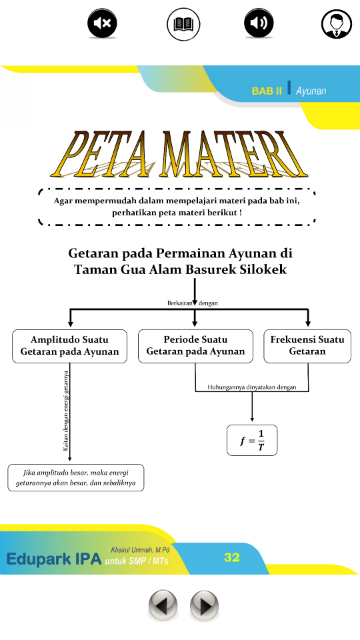 BAB II Ayunan
PETA MATERI
Agar mempermudah dalam mempelajari materi pada bab ini,
perhatikan peta materi berikut !
Getaran pada Permainan Ayunan di
Taman Gua Alam Basurek Silokek
Berkaitan dengan
Amplitudo Suatu
Getaran pada Ayunan
Periode Suatu
Getaran pada Ayunan
Frekuensi Suatu
Getaran
Kaitan dengan energi getarnya
Hubungannya dinyatakan dengan
f = 1/T
Jika amplitudo besar, maka energi
getarannya akan besar, dan sebaliknya
Khairul Ummah, M.Pd
Edupark IPA untuk SMP / MTs
32